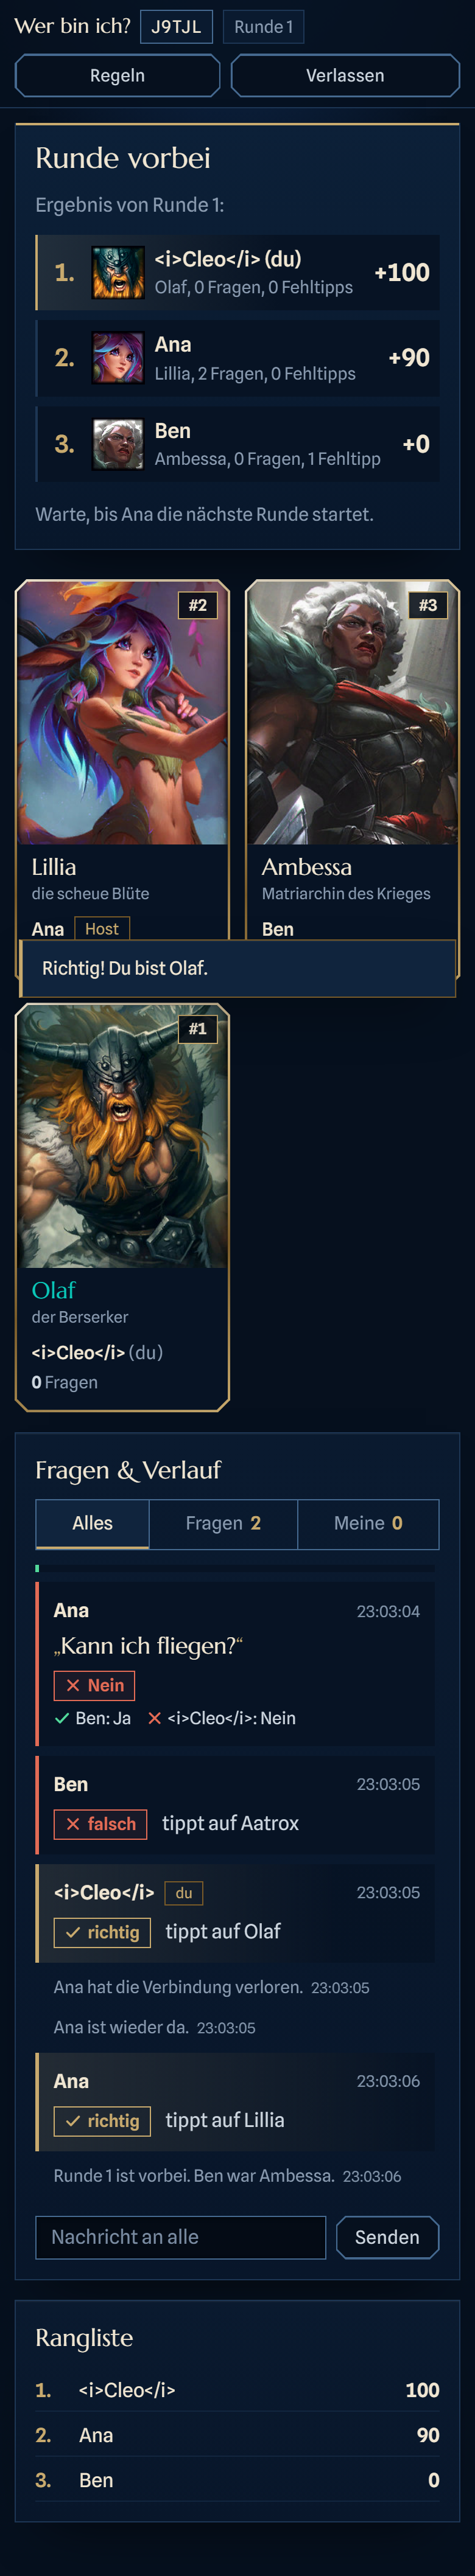 Wer bin ich? J9TJL Runde 1
Regeln
Verlassen
Runde vorbei
Ergebnis von Runde 1:
1. <i>Cleo</i> (du) +100
Olaf, 0 Fragen, 0 Fehltipps
2. Ana +90
Lillia, 2 Fragen, 0 Fehltipps
3. Ben +0
Ambessa, 0 Fragen, 1 Fehltipp
Warte, bis Ana die nächste Runde startet.
#2
Lillia
die scheue Blüte
Ana Host
#3
Ambessa
Matriarchin des Krieges
Ben
Richtig! Du bist Olaf.
#1
Olaf
der Berserker
<i>Cleo</i> (du)
0 Fragen
Fragen & Verlauf
Alles
Fragen 2
Meine 0
Ana 23:03:04
„Kann ich fliegen?“
Nein
Ben: Ja <i>Cleo</i>: Nein
Ben 23:03:05
falsch tippt auf Aatrox
<i>Cleo</i> du 23:03:05
richtig tippt auf Olaf
Ana hat die Verbindung verloren. 23:03:05
Ana ist wieder da. 23:03:05
Ana 23:03:06
richtig tippt auf Lillia
Runde 1 ist vorbei. Ben war Ambessa. 23:03:06
Nachricht an alle
Senden
Rangliste
1. <i>Cleo</i> 100
2. Ana 90
3. Ben 0